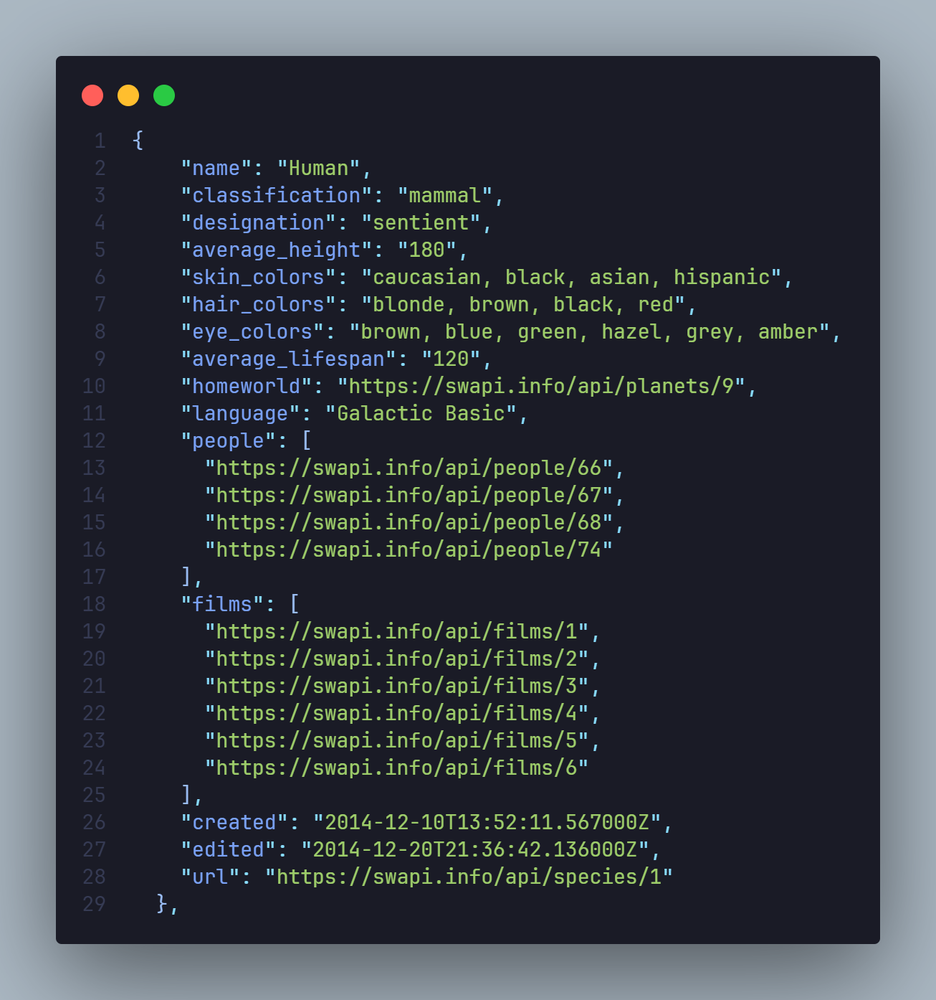 1 {
2     "name": "Human",
3     "classification": "mammal",
4     "designation": "sentient",
5     "average_height": "180",
6     "skin_colors": "caucasian, black, asian, hispanic",
7     "hair_colors": "blonde, brown, black, red",
8     "eye_colors": "brown, blue, green, hazel, grey, amber",
9     "average_lifespan": "120",
10     "homeworld": "https://swapi.info/api/planets/9",
11     "language": "Galactic Basic",
12     "people": [
13       "https://swapi.info/api/people/66",
14       "https://swapi.info/api/people/67",
15       "https://swapi.info/api/people/68",
16       "https://swapi.info/api/people/74"
17     ],
18     "films": [
19       "https://swapi.info/api/films/1",
20       "https://swapi.info/api/films/2",
21       "https://swapi.info/api/films/3",
22       "https://swapi.info/api/films/4",
23       "https://swapi.info/api/films/5",
24       "https://swapi.info/api/films/6"
25     ],
26     "created": "2014-12-10T13:52:11.567000Z",
27     "edited": "2014-12-20T21:36:42.136000Z",
28     "url": "https://swapi.info/api/species/1"
29   },